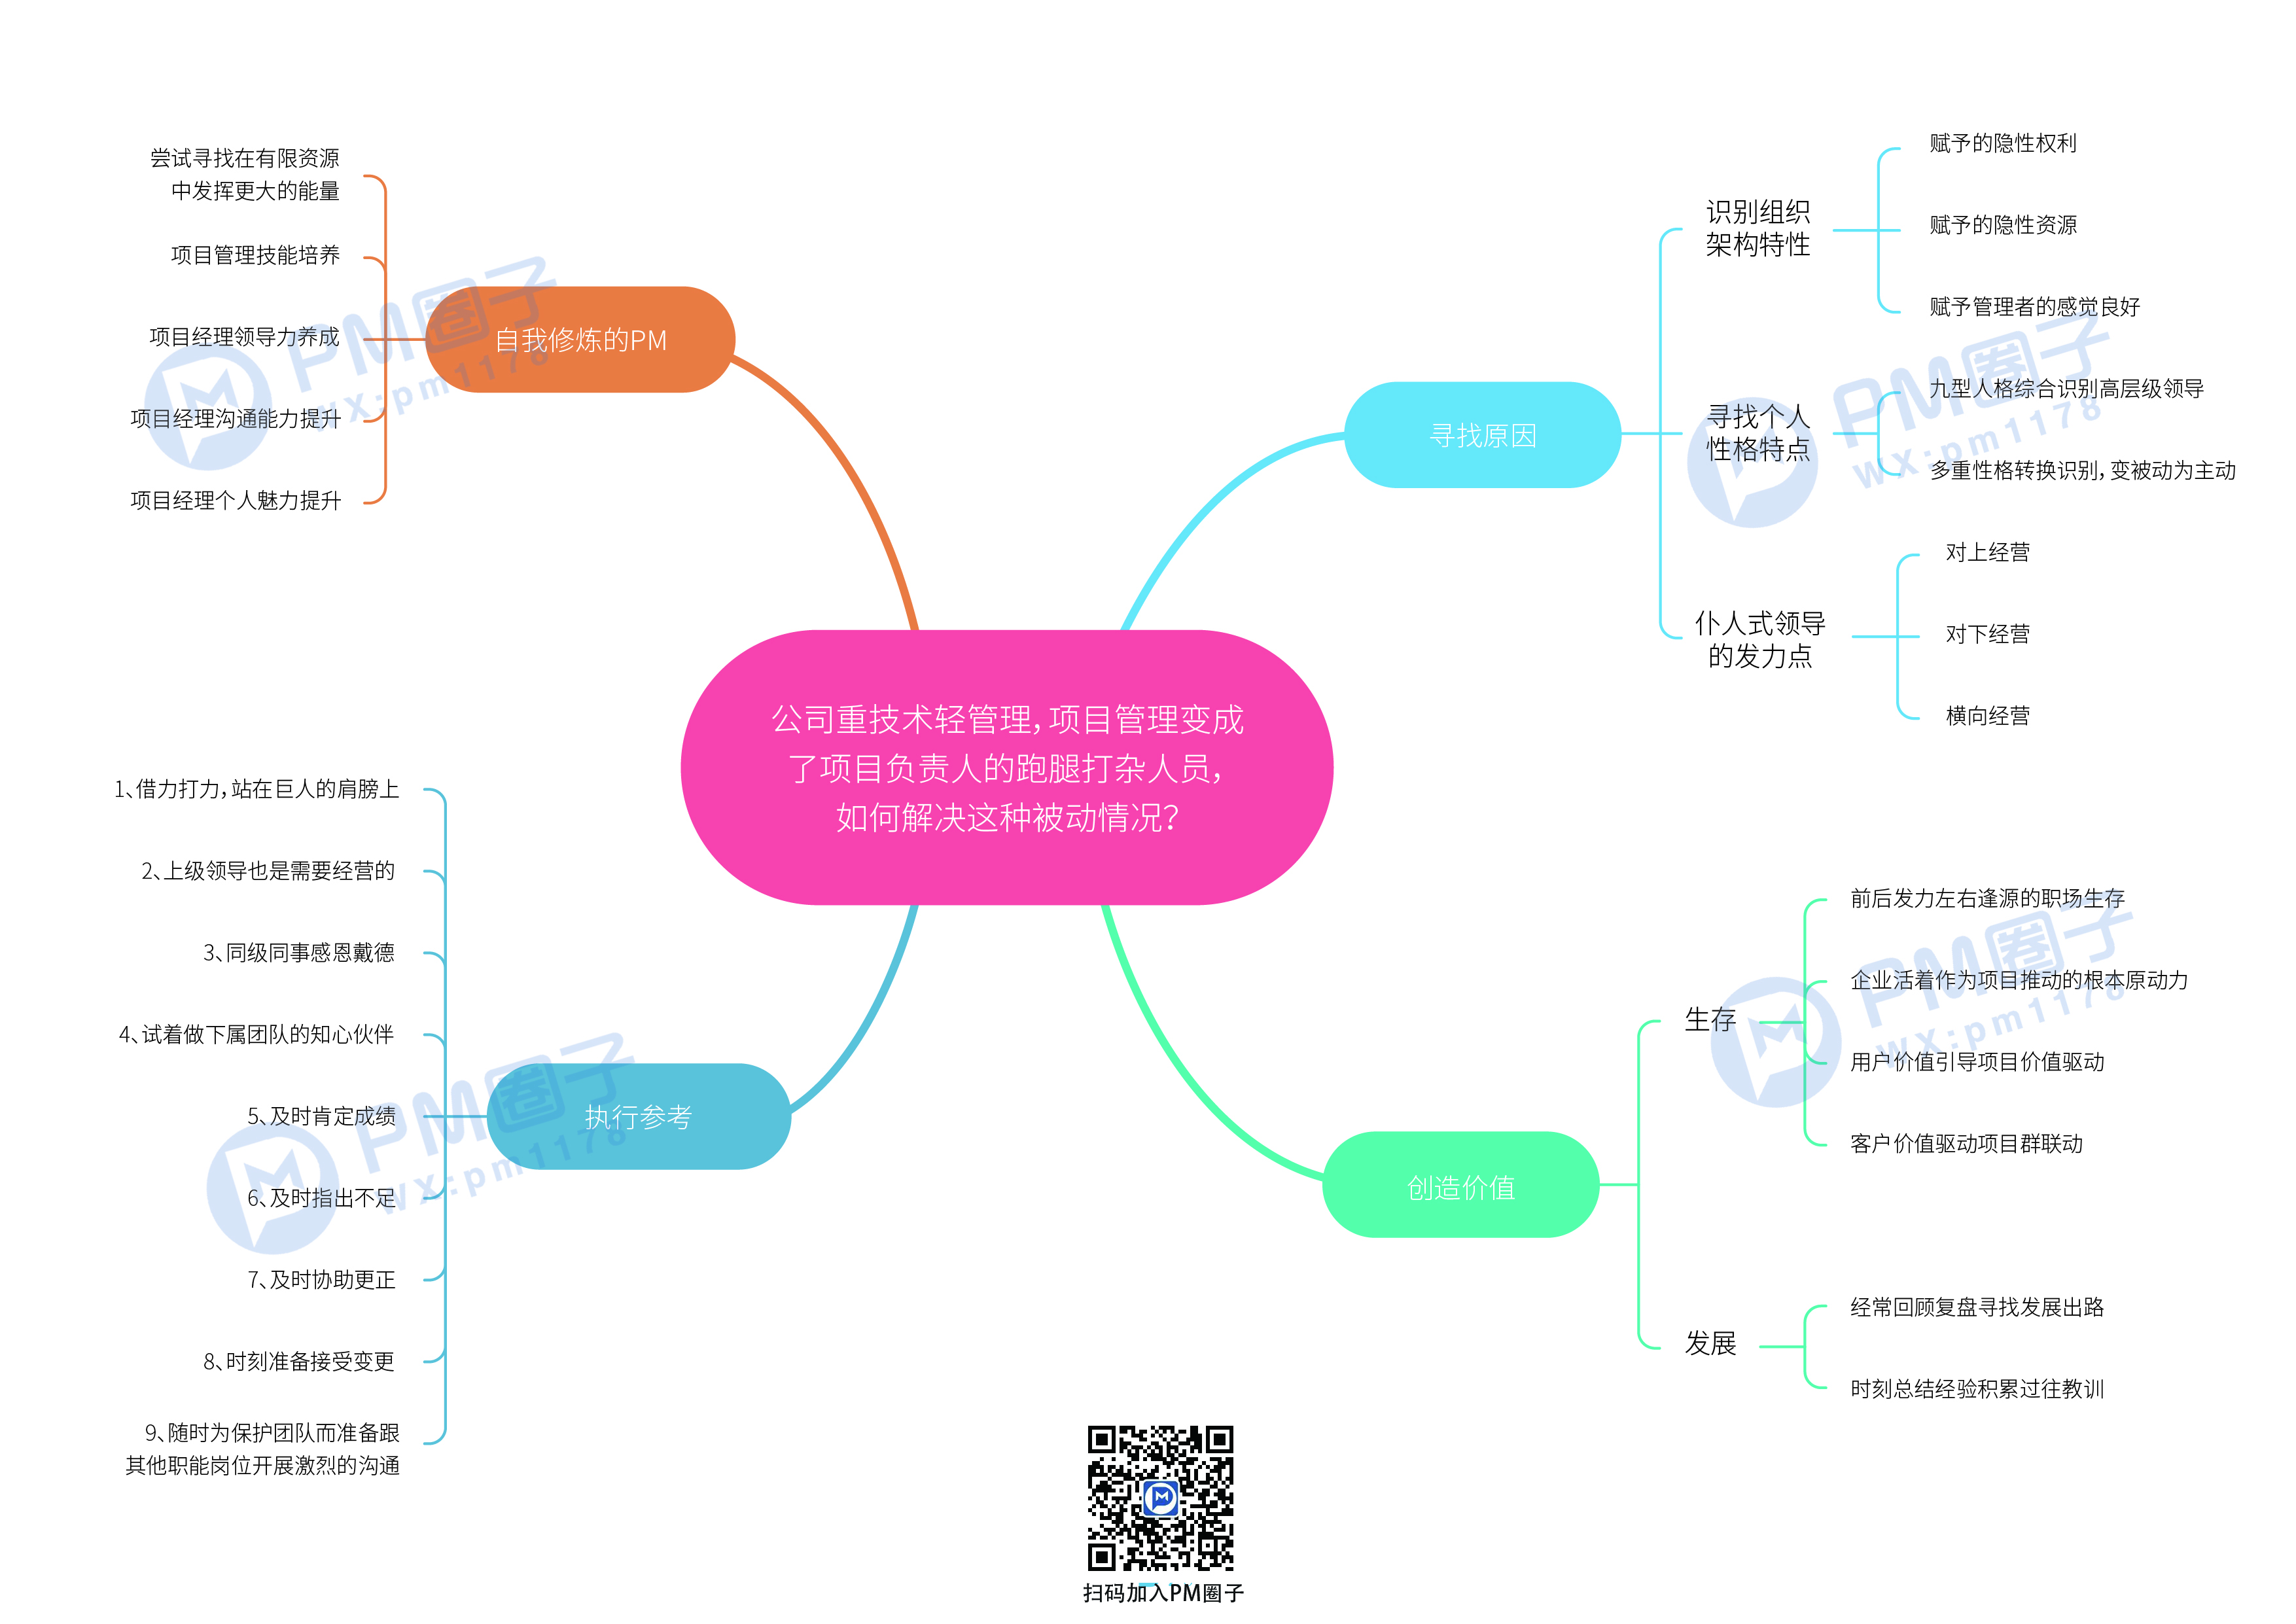 公司重技术轻管理，项目管理变成
了项目负责人的跑腿打杂人员，
如何解决这种被动情况？
寻找原因
识别组织
架构特性
赋予的隐性权利
赋予的隐性资源
赋予管理者的感觉良好
寻找个人
性格特点
九型人格综合识别高层级领导
多重性格转换识别，变被动为主动
仆人式领导
的发力点
对上经营
对下经营
横向经营
创造价值
生存
前后发力左右逢源的职场生存
企业活着作为项目推动的根本原动力
用户价值引导项目价值驱动
客户价值驱动项目群联动
发展
经常回顾复盘寻找发展出路
时刻总结经验积累过往教训
自我修炼的PM
尝试寻找在有限资源
中发挥更大的能量
项目管理技能培养
项目经理领导力养成
项目经理沟通能力提升
项目经理个人魅力提升
执行参考
1、借力打力，站在巨人的肩膀上
2、上级领导也是需要经营的
3、同级同事感恩戴德
4、试着做下属团队的知心伙伴
5、及时肯定成绩
6、及时指出不足
7、及时协助更正
8、时刻准备接受变更
9、随时为保护团队而准备跟
其他职能岗位开展激烈的沟通
扫码加入PM圈子
PM圈子
wx:pm1178
PM圈子
wx:pm1178
PM圈子
wx:pm1178
PM圈子
wx:pm1178